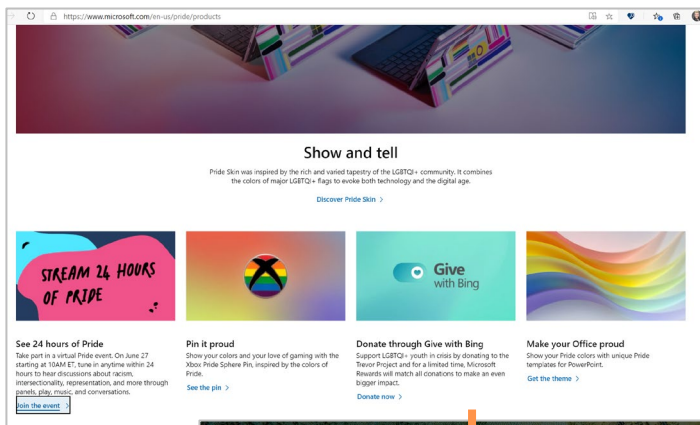 https://www.microsoft.com/en-us/pride/products
Show and tell
Pride Skin was inspired by the rich and varied tapestry of the LGBTQI+ community. It combines
the colors of major LGBTQI+ flags to evoke both technology and the digital age.
Discover Pride Skin >
STREAM 24 HOURS
OF PRIDE
Give
with Bing
See 24 hours of Pride
Take part in a virtual Pride event. On June 27
starting at 10AM ET, tune in anytime within 24
hours to hear discussions about racism,
intersectionality, representation, and more through
panels, play, music, and conversations.
Join the event >
Pin it proud
Show your colors and your love of gaming with the
Xbox Pride Sphere Pin, inspired by the colors of
Pride.
See the pin >
Donate through Give with Bing
Support LGBTQI+ youth in crisis by donating to the
Trevor Project and for a limited time, Microsoft
Rewards will match all donations to make an even
bigger impact.
Donate now >
Make your Office proud
Show your Pride colors with unique Pride
templates for PowerPoint.
Get the theme >